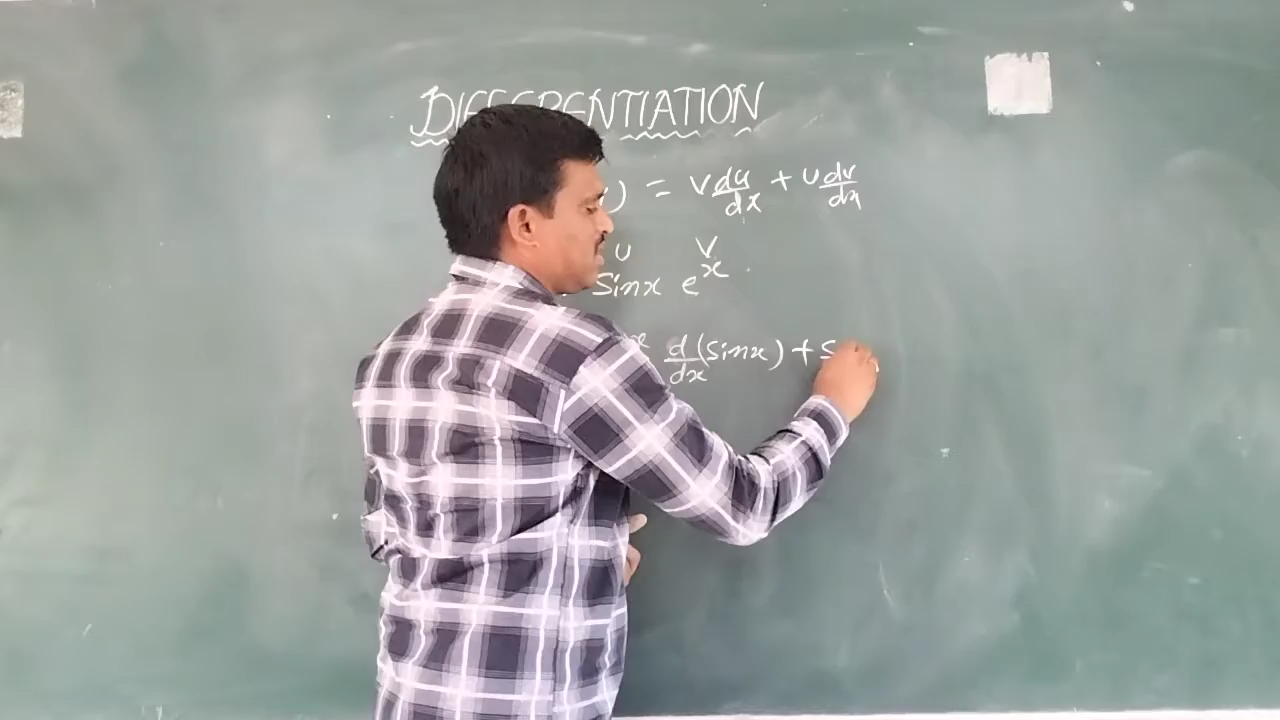 DIFFERENTIATION
) = v du/dx + u dv/dx
u v
Sinx e^x
d/dx (sinx) + s